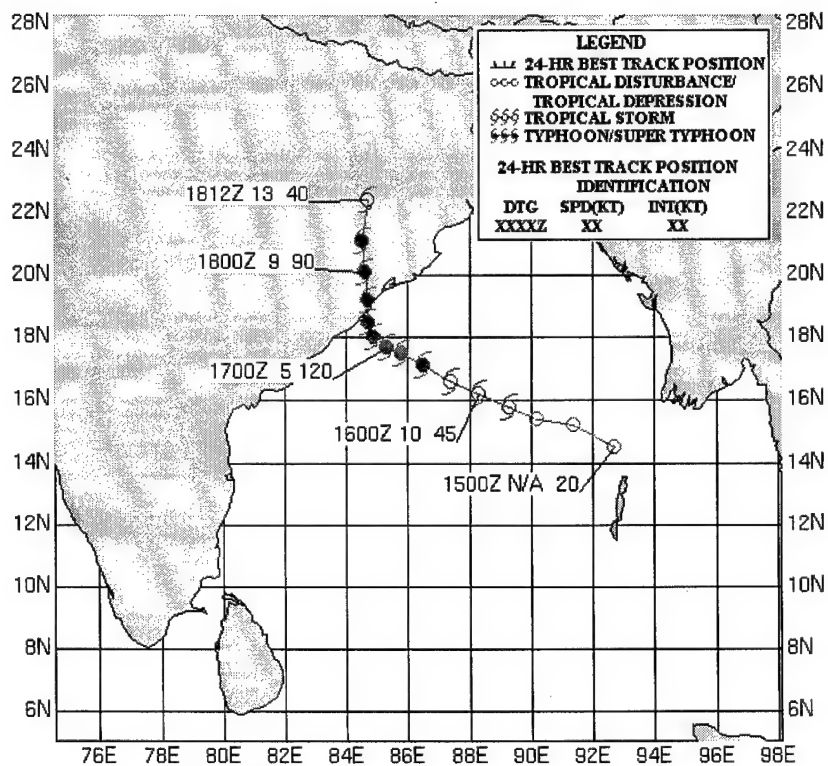 28N
26N
24N
22N
20N
18N
16N
14N
12N
10N
8N
6N
LEGEND
24-HR BEST TRACK POSITION
TROPICAL DISTURBANCE/
TROPICAL DEPRESSION
TROPICAL STORM
TYPHOON/SUPER TYPHOON
24-HR BEST TRACK POSITION
IDENTIFICATION
DTG SPD(KT) INT(KT)
XXXXZ XX XX
1812Z 13 40
1800Z 9 90
1700Z 5 120
1600Z 10 45
1500Z N/A 20
28N
26N
24N
22N
20N
18N
16N
14N
12N
10N
8N
6N
76E 78E 80E 82E 84E 86E 88E 90E 92E 94E 96E 98E